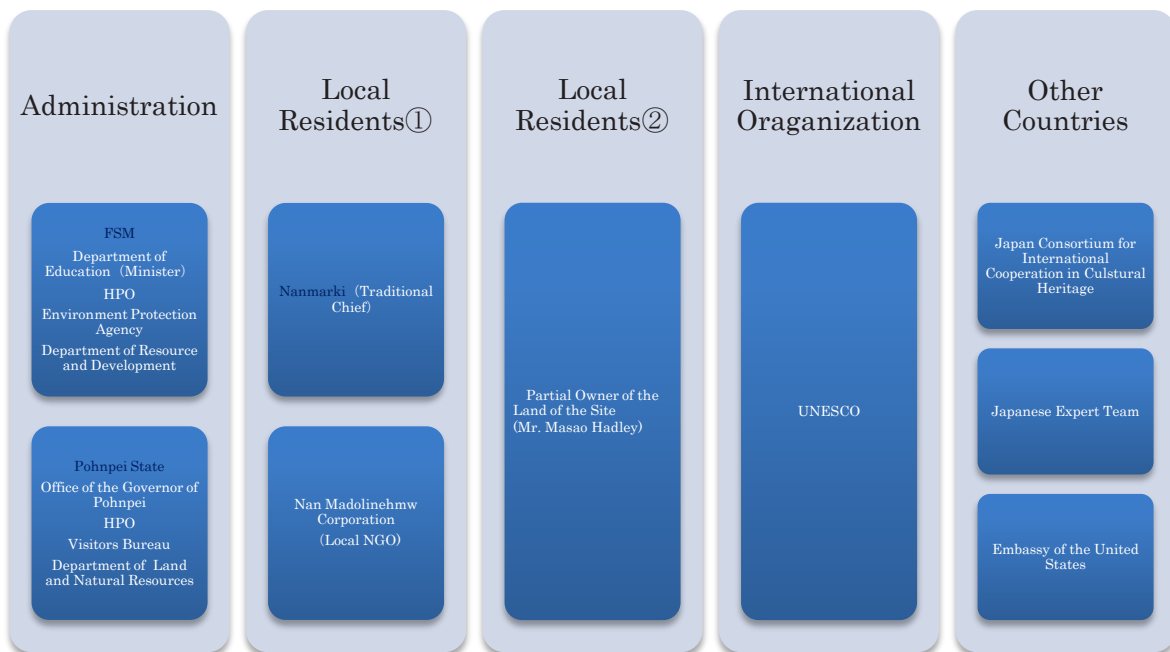 Administration
FSM
Department of
Education（Minister）
HPO
Environment Protection
Agency
Department of Resource
and Development
Pohnpei State
Office of the Governor of
Pohnpei
HPO
Visitors Bureau
Department of Land
and Natural Resources
Local
Residents①
Nanmarki（Traditional
Chief）
Nan Madolinehmw
Corporation
（Local NGO）
Local
Residents②
Partial Owner of the
Land of the Site
(Mr. Masao Hadley)
International
Oraganization
UNESCO
Other
Countries
Japan Consortium for
International
Cooperation in Culstural
Heritage
Japanese Expert Team
Embassy of the United
States